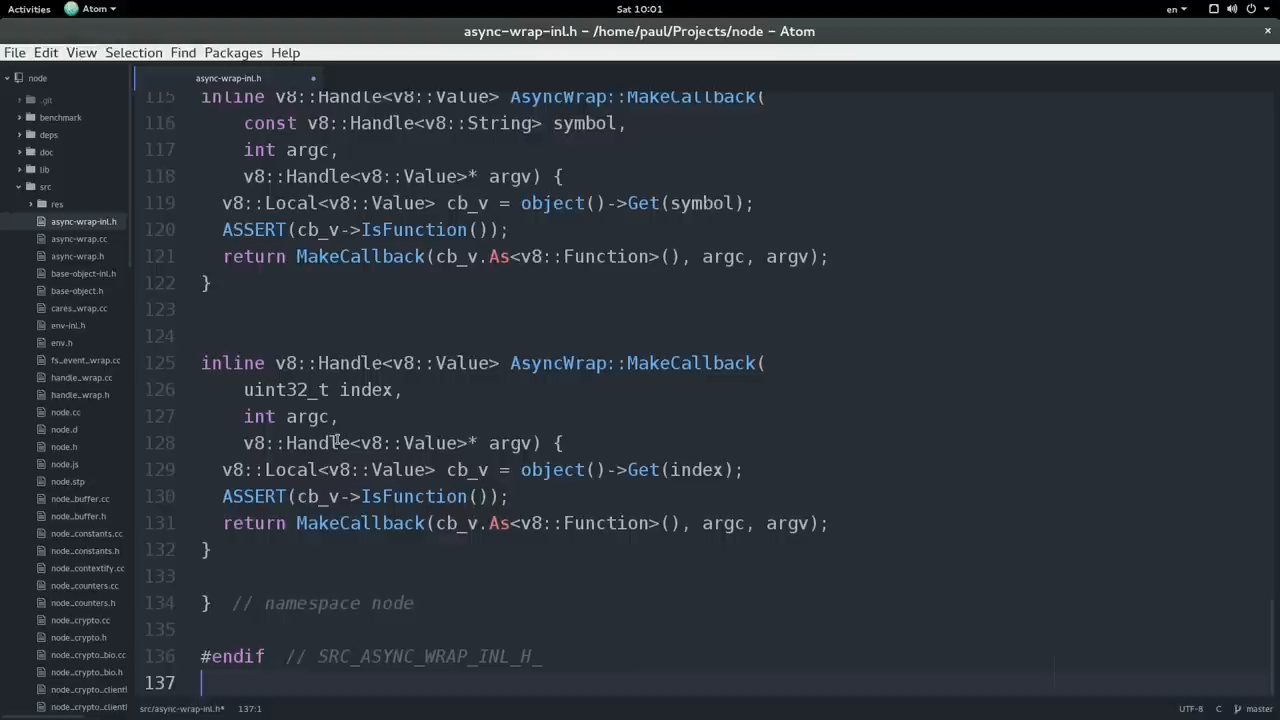 Activities Atom Sat 10:01 en
async-wrap-inl.h – /home/paul/Projects/node – Atom ×
File Edit View Selection Find Packages Help
node
.git
benchmark
deps
doc
lib
src
res
async-wrap-inl.h
async-wrap.cc
async-wrap.h
base-object-inl.h
base-object.h
cares_wrap.cc
env-inl.h
env.h
fs_event_wrap.cc
handle_wrap.cc
handle_wrap.h
node.cc
node.d
node.h
node.js
node.stp
node_buffer.cc
node_buffer.h
node_constants.cc
node_constants.h
node_contextify.cc
node_counters.cc
node_counters.h
node_crypto.cc
node_crypto.h
node_crypto_bio.cc
node_crypto_bio.h
node_crypto_clientl
node_crypto_clientl
async-wrap-inl.h
115 inline v8::Handle<v8::Value> AsyncWrap::MakeCallback(
116     const v8::Handle<v8::String> symbol,
117     int argc,
118     v8::Handle<v8::Value>* argv) {
119   v8::Local<v8::Value> cb_v = object()->Get(symbol);
120   ASSERT(cb_v->IsFunction());
121   return MakeCallback(cb_v.As<v8::Function>(), argc, argv);
122 }
123
124
125 inline v8::Handle<v8::Value> AsyncWrap::MakeCallback(
126     uint32_t index,
127     int argc,
128     v8::Handle<v8::Value>* argv) {
129   v8::Local<v8::Value> cb_v = object()->Get(index);
130   ASSERT(cb_v->IsFunction());
131   return MakeCallback(cb_v.As<v8::Function>(), argc, argv);
132 }
133
134 }  // namespace node
135
136 #endif  // SRC_ASYNC_WRAP_INL_H_
137
src/async-wrap-inl.h* 137:1 UTF-8 C master